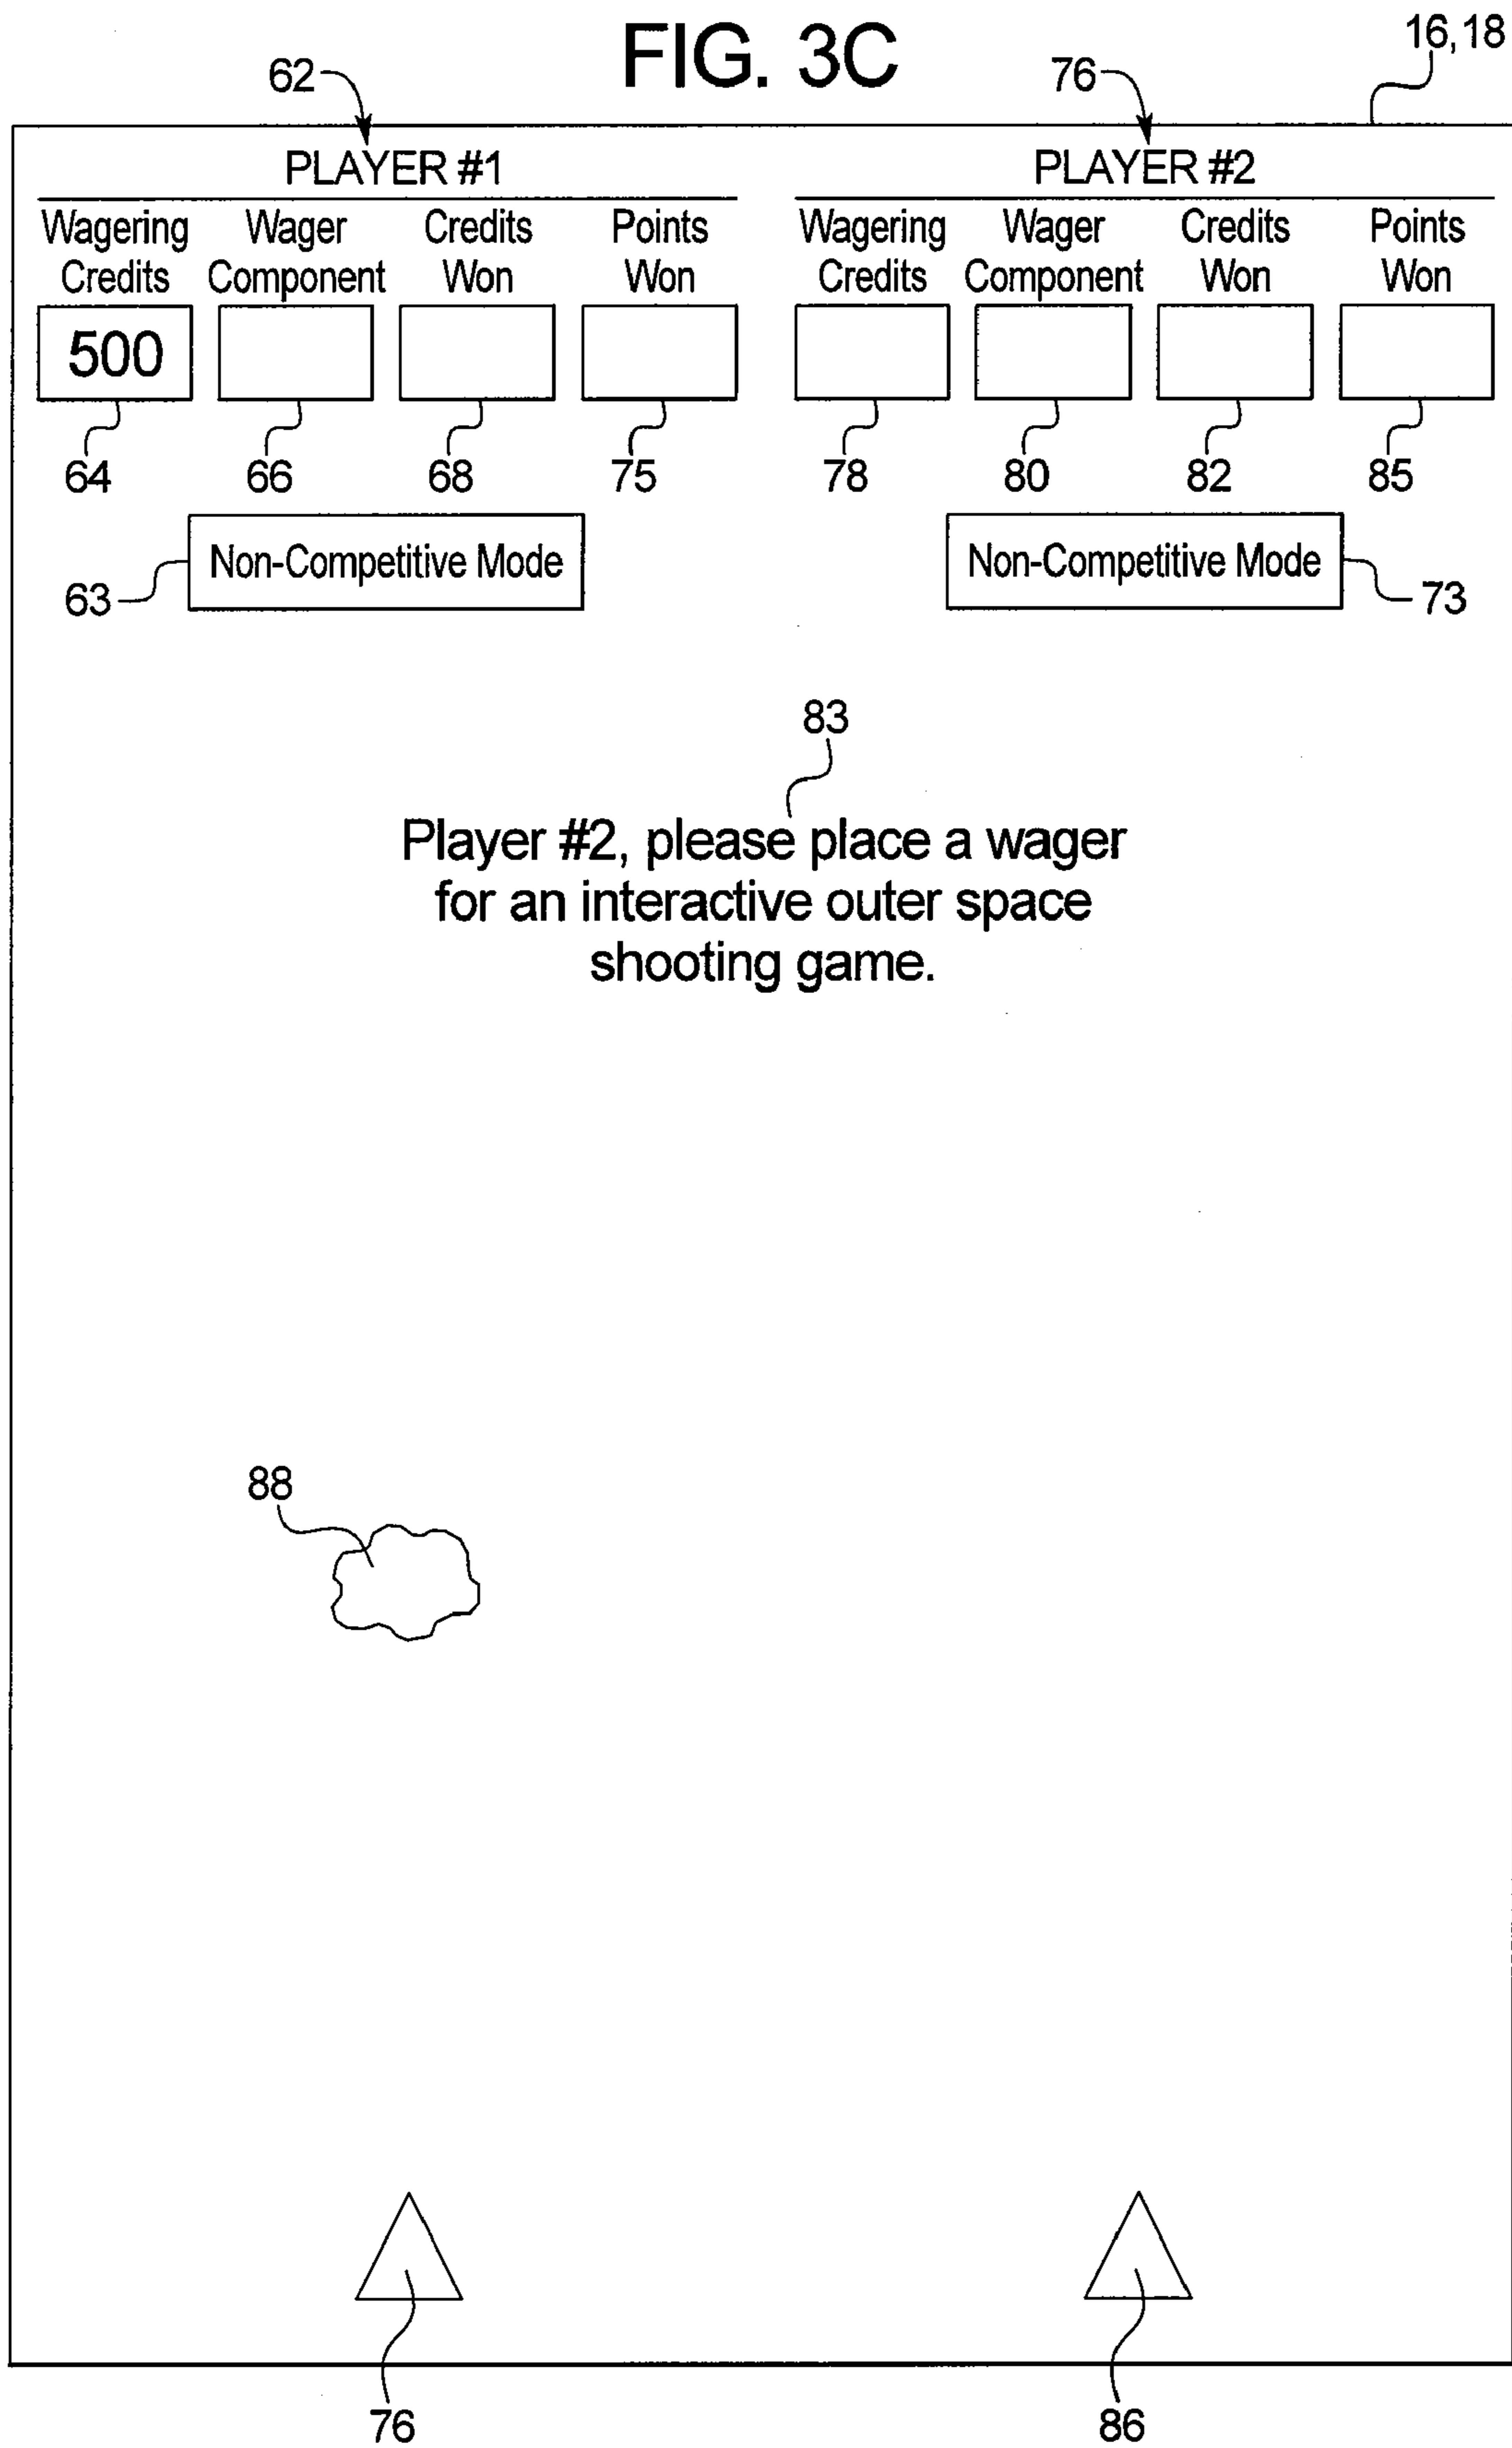 FIG. 3C
16,18
62
76
PLAYER #1
PLAYER #2
Wagering Credits
Wager Component
Credits Won
Points Won
Wagering Credits
Wager Component
Credits Won
Points Won
500
64
66
68
75
78
80
82
85
Non-Competitive Mode
Non-Competitive Mode
63
73
83
Player #2, please place a wager
for an interactive outer space
shooting game.
88
76
86